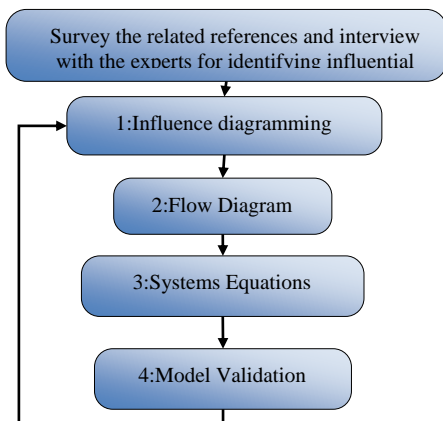 Survey the related references and interview
with the experts for identifying influential
1:Influence diagramming
2:Flow Diagram
3:Systems Equations
4:Model Validation